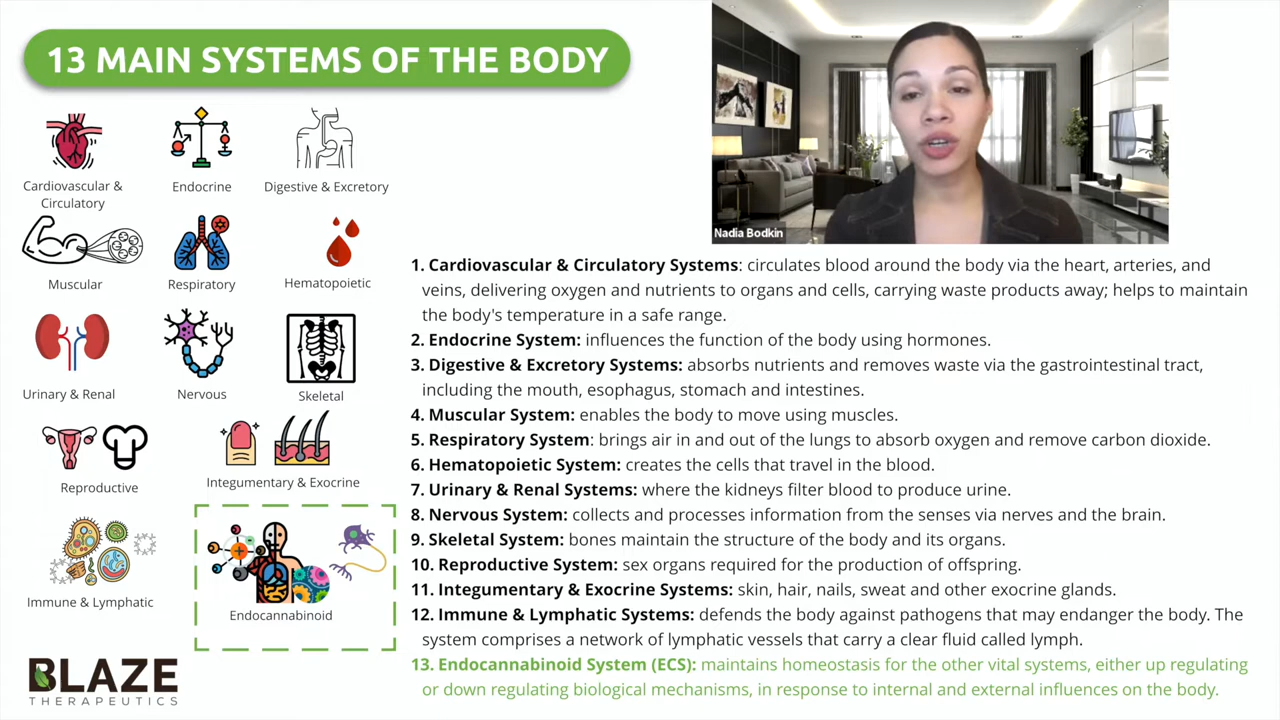 13 MAIN SYSTEMS OF THE BODY
Cardiovascular &
Circulatory
Endocrine
Digestive & Excretory
Muscular
Respiratory
Hematopoietic
Urinary & Renal
Nervous
Skeletal
Reproductive
Integumentary & Exocrine
Immune & Lymphatic
Endocannabinoid
BLAZE
THERAPEUTICS
Nadia Bodkin
1. Cardiovascular & Circulatory Systems: circulates blood around the body via the heart, arteries, and
veins, delivering oxygen and nutrients to organs and cells, carrying waste products away; helps to maintain
the body's temperature in a safe range.
2. Endocrine System: influences the function of the body using hormones.
3. Digestive & Excretory Systems: absorbs nutrients and removes waste via the gastrointestinal tract,
including the mouth, esophagus, stomach and intestines.
4. Muscular System: enables the body to move using muscles.
5. Respiratory System: brings air in and out of the lungs to absorb oxygen and remove carbon dioxide.
6. Hematopoietic System: creates the cells that travel in the blood.
7. Urinary & Renal Systems: where the kidneys filter blood to produce urine.
8. Nervous System: collects and processes information from the senses via nerves and the brain.
9. Skeletal System: bones maintain the structure of the body and its organs.
10. Reproductive System: sex organs required for the production of offspring.
11. Integumentary & Exocrine Systems: skin, hair, nails, sweat and other exocrine glands.
12. Immune & Lymphatic Systems: defends the body against pathogens that may endanger the body. The
system comprises a network of lymphatic vessels that carry a clear fluid called lymph.
13. Endocannabinoid System (ECS): maintains homeostasis for the other vital systems, either up regulating
or down regulating biological mechanisms, in response to internal and external influences on the body.